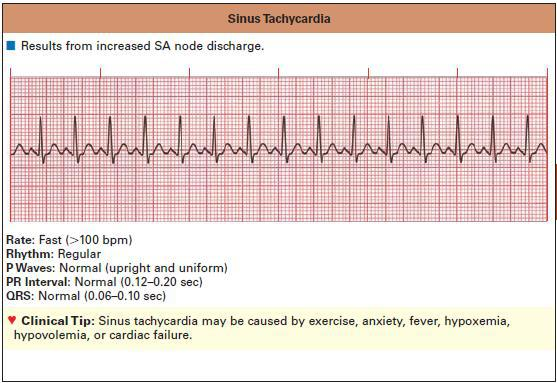 Sinus Tachycardia
Results from increased SA node discharge.
Rate: Fast (>100 bpm)
Rhythm: Regular
P Waves: Normal (upright and uniform)
PR Interval: Normal (0.12–0.20 sec)
QRS: Normal (0.06–0.10 sec)
♥ Clinical Tip: Sinus tachycardia may be caused by exercise, anxiety, fever, hypoxemia,
hypovolemia, or cardiac failure.